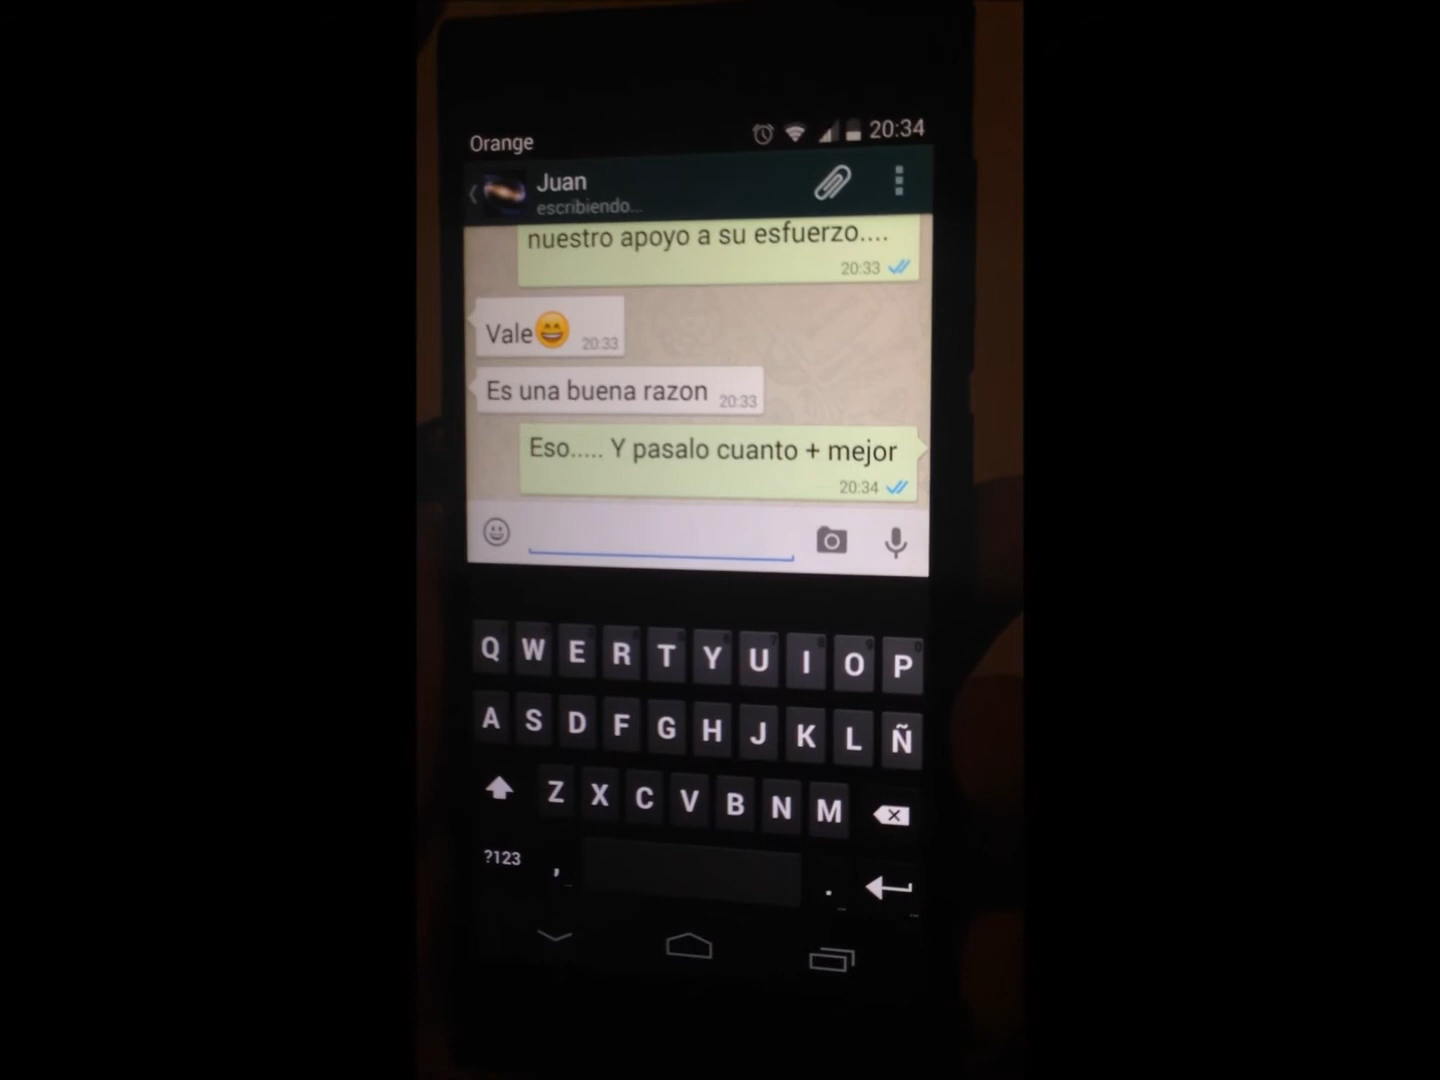 Orange
20:34
Juan
escribiendo...
nuestro apoyo a su esfuerzo....
20:33
Vale😄 20:33
Es una buena razon 20:33
Eso..... Y pasalo cuanto + mejor
20:34
Q W E R T Y U I O P
A S D F G H J K L Ñ
Z X C V B N M
?123 , .